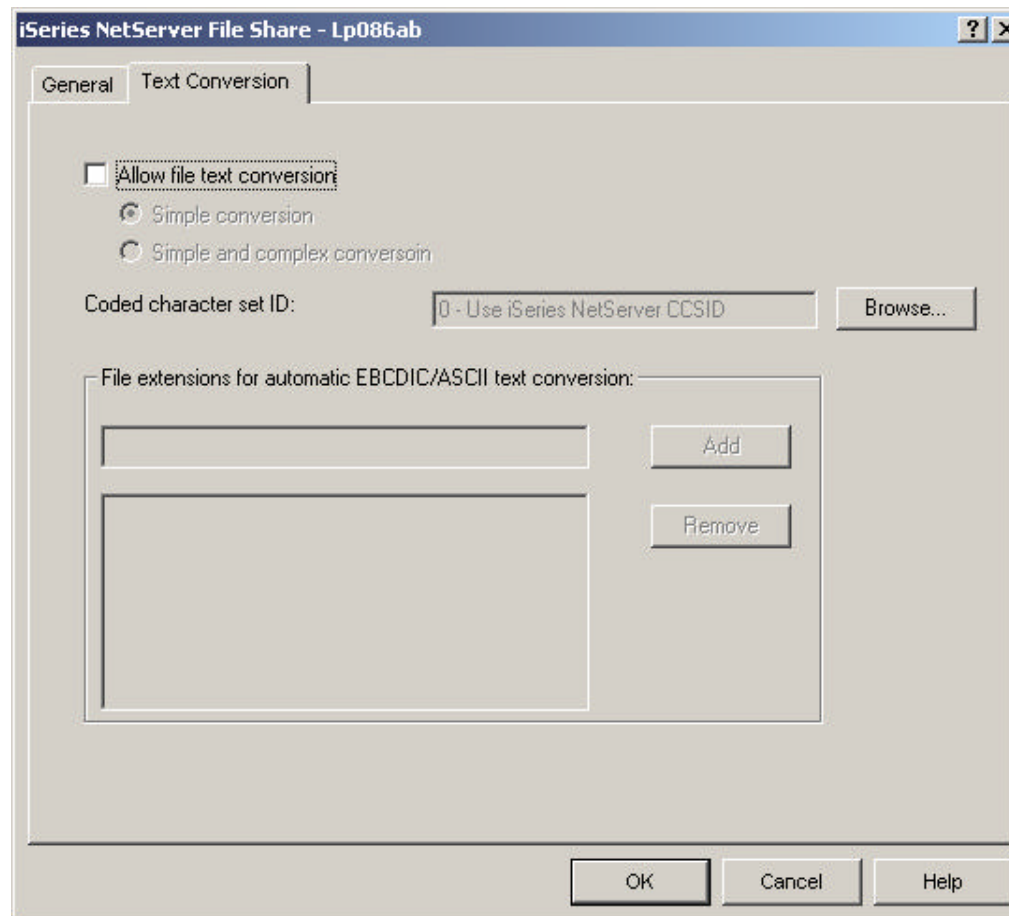 iSeries NetServer File Share - Lp086ab
General
Text Conversion
Allow file text conversion
Simple conversion
Simple and complex conversoin
Coded character set ID:
0 - Use iSeries NetServer CCSID
Browse...
File extensions for automatic EBCDIC/ASCII text conversion:
Add
Remove
OK
Cancel
Help